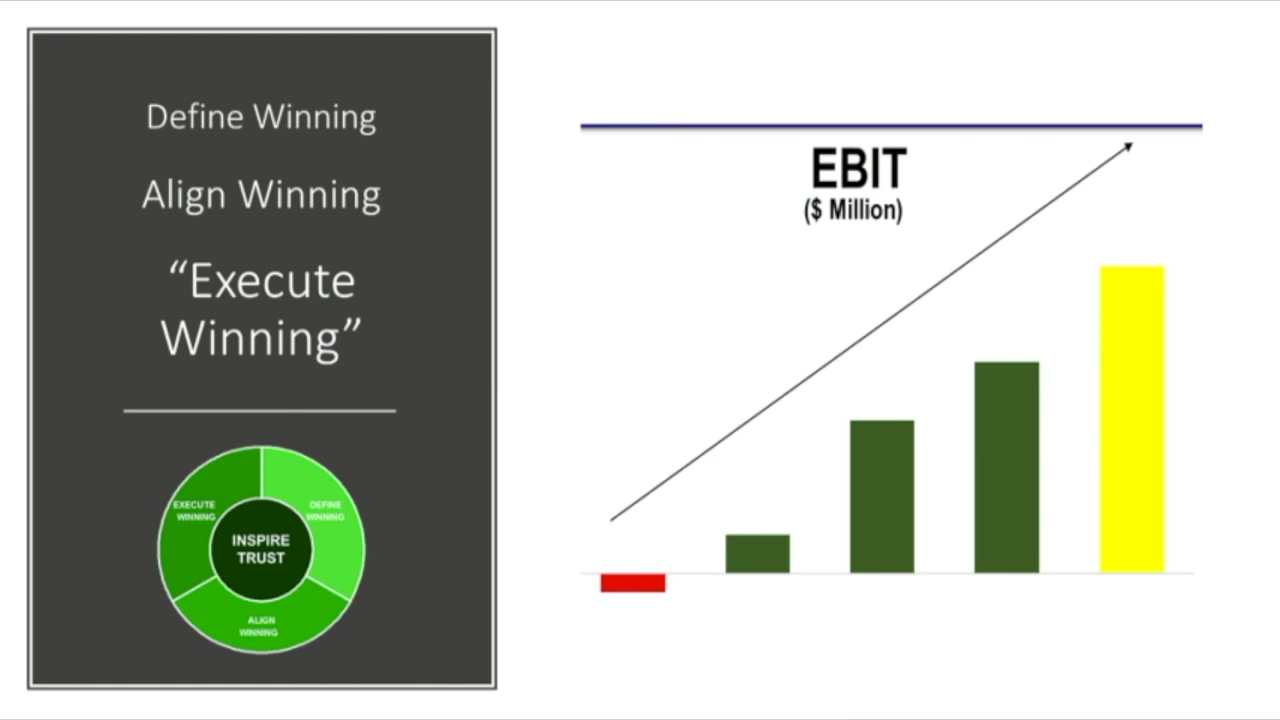 Define Winning
Align Winning
“Execute
Winning”
EXECUTE
WINNING
DEFINE
WINNING
INSPIRE
TRUST
ALIGN
WINNING
EBIT
($ Million)